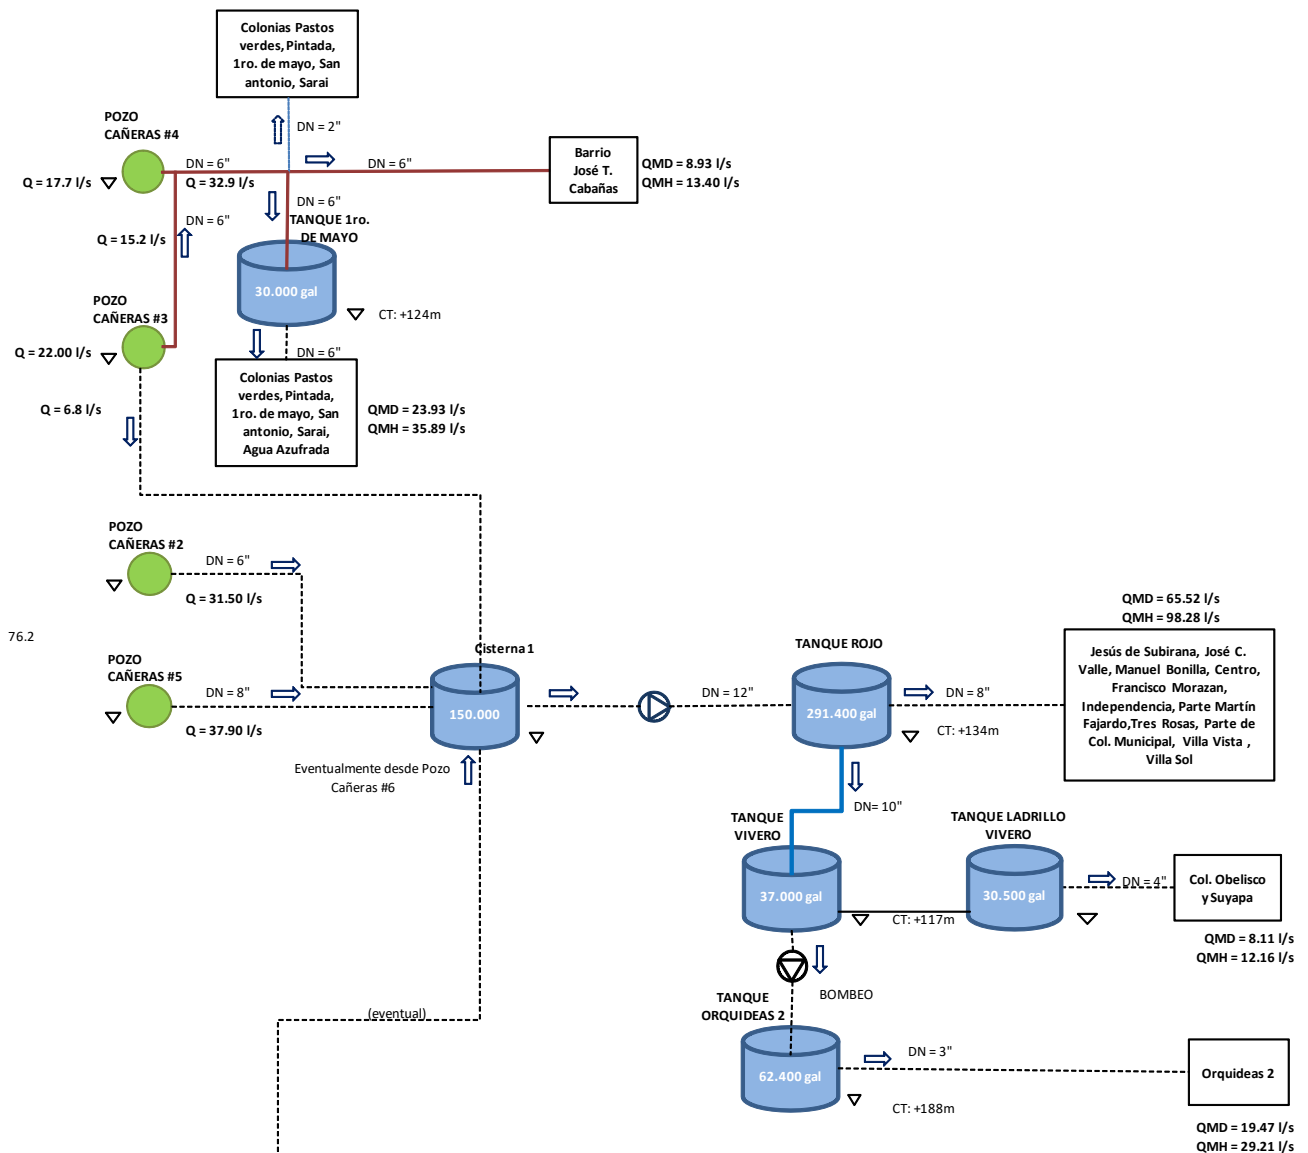 Colonias Pastos
verdes, Pintada,
1ro. de mayo, San
antonio, Sarai
POZO
CAÑERAS #4
DN = 2"
DN = 6"
DN = 6"
Q = 17.7 l/s
Q = 32.9 l/s
Barrio
José T.
Cabañas
QMD = 8.93 l/s
QMH = 13.40 l/s
DN = 6"
DN = 6"
TANQUE 1ro.
DE MAYO
Q = 15.2 l/s
30.000 gal
POZO
CAÑERAS #3
CT: +124m
Q = 22.00 l/s
DN = 6"
Colonias Pastos
verdes, Pintada,
1ro. de mayo, San
antonio, Sarai,
Agua Azufrada
QMD = 23.93 l/s
QMH = 35.89 l/s
Q = 6.8 l/s
POZO
CAÑERAS #2
DN = 6"
Q = 31.50 l/s
76.2
POZO
CAÑERAS #5
DN = 8"
Q = 37.90 l/s
Cisterna 1
150.000
Eventualmente desde Pozo
Cañeras #6
(eventual)
DN = 12"
TANQUE ROJO
291.400 gal
DN = 8"
CT: +134m
QMD = 65.52 l/s
QMH = 98.28 l/s
Jesús de Subirana, José C.
Valle, Manuel Bonilla, Centro,
Francisco Morazan,
Independencia, Parte Martín
Fajardo,Tres Rosas, Parte de
Col. Municipal, Villa Vista ,
Villa Sol
DN= 10"
TANQUE
VIVERO
37.000 gal
CT: +117m
TANQUE LADRILLO
VIVERO
30.500 gal
DN = 4"
Col. Obelisco
y Suyapa
QMD = 8.11 l/s
QMH = 12.16 l/s
BOMBEO
TANQUE
ORQUIDEAS 2
62.400 gal
DN = 3"
CT: +188m
Orquideas 2
QMD = 19.47 l/s
QMH = 29.21 l/s